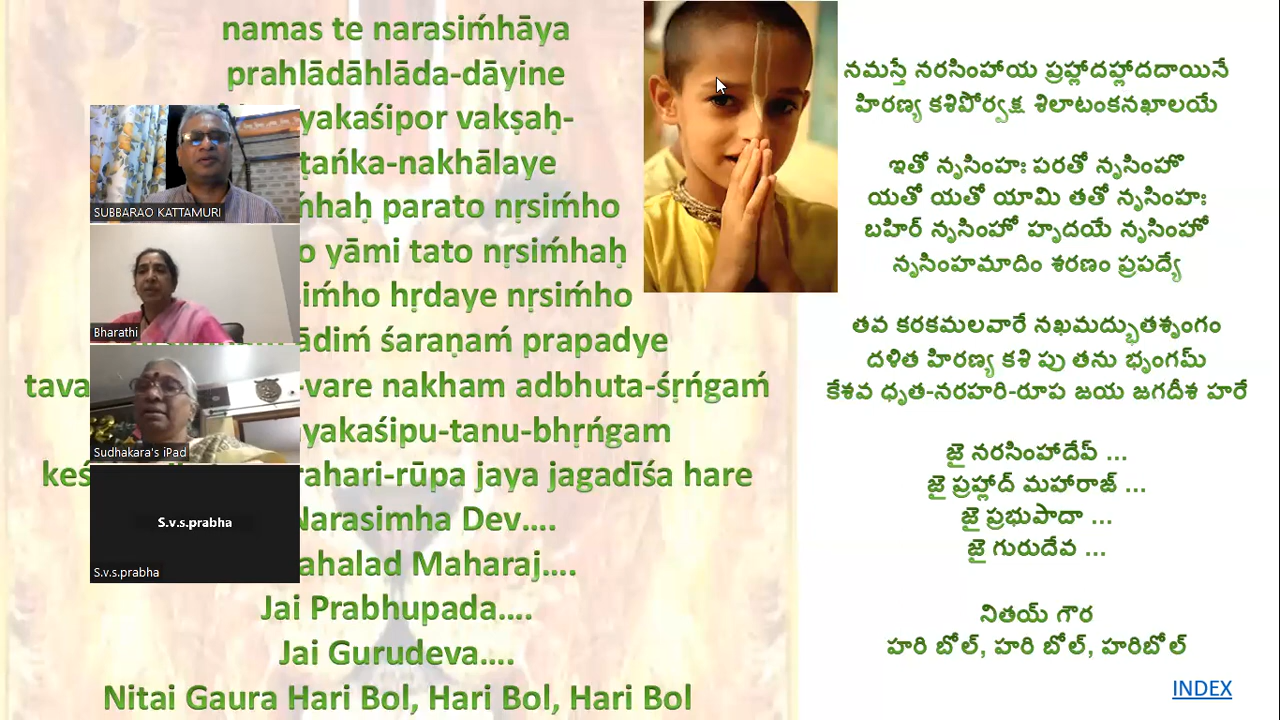 namas te narasiḿhāya
prahlādāhlāda-dāyine
yakaśipor vakṣaḥ-
ṭańka-nakhālaye
ḿhaḥ parato nṛsiḿho
yāmi tato nṛsiḿhaḥ
siḿho hṛdaye nṛsiḿho
ādiḿ śaraṇaḿ prapadye
tava -vare nakham adbhuta-śṛńgaḿ
yakaśipu-tanu-bhṛńgam
keś rahari-rūpa jaya jagadīśa hare
Narasimha Dev....
ahalad Maharaj....
Jai Prabhupada....
Jai Gurudeva....
Nitai Gaura Hari Bol, Hari Bol, Hari Bol
SUBBARAO KATTAMURI
Bharathi
Sudhakara's iPad
S.v.s.prabha
S.v.s.prabha
నమస్తే నరసింహాయ ప్రహ్లాదహ్లాదదాయినే
హిరణ్య కశిపోర్వక్ష శిలాటంకనఖాలయే
ఇతో నృసింహః పరతో నృసింహొ
యతో యతో యామి తతో నృసింహః
బహిర్ నృసింహో హృదయే నృసింహో
నృసింహమాదిం శరణం ప్రపద్యే
తవ కరకమలవారే నఖమద్భుతశృంగం
దళిత హిరణ్య కశి పు తను భృంగమ్
కేశవ ధృత-నరహరి-రూప జయ జగదీశ హరే
జై నరసింహాదేవ్ ...
జై ప్రహ్లాద్ మహారాజ్ ...
జై ప్రభుపాదా ...
జై గురుదేవ ...
నితయ్ గౌర
హరి బోల్, హరి బోల్, హరిబోల్
INDEX